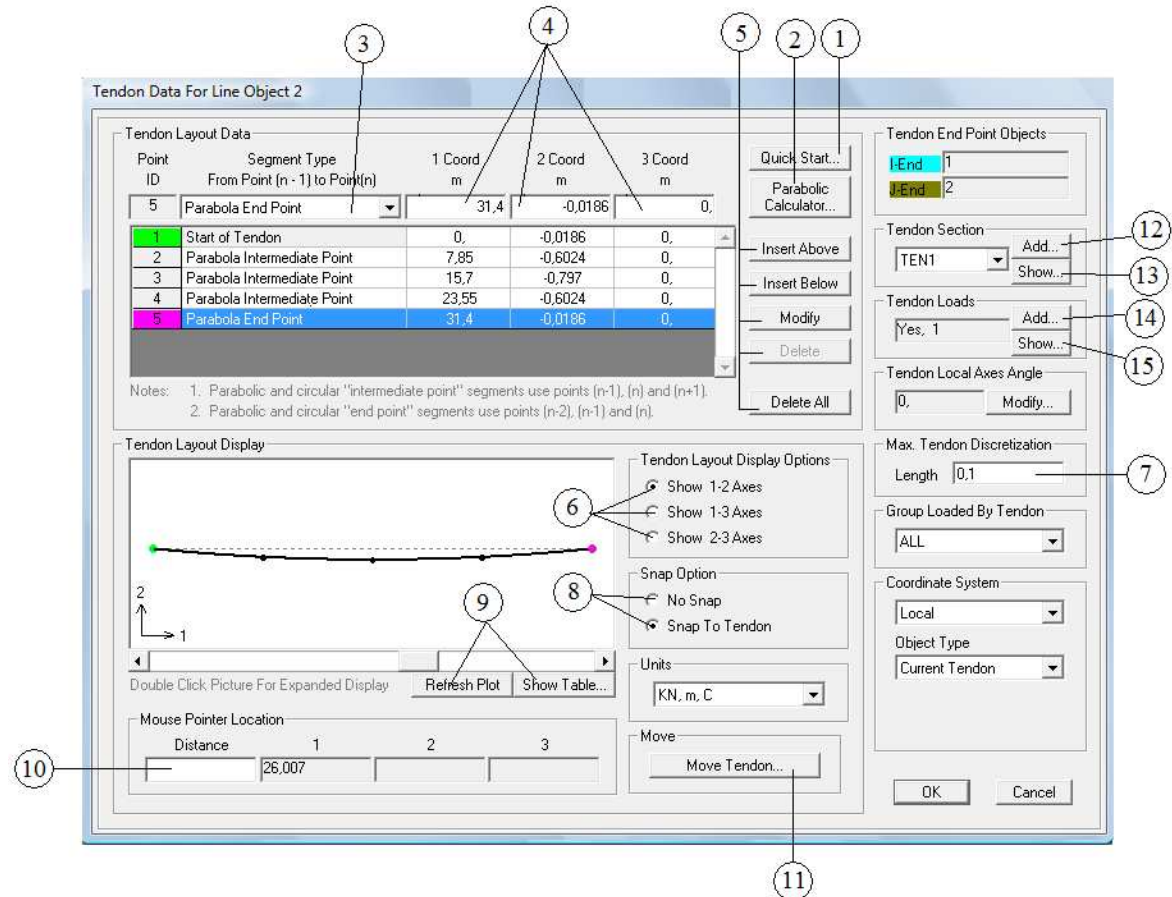 3
4
5
2
1
Tendon Data For Line Object 2
Tendon Layout Data
Point ID
Segment Type
From Point (n - 1) to Point(n)
1 Coord
m
2 Coord
m
3 Coord
m
5 Parabola End Point 31,4 -0,0186 0,
1 Start of Tendon 0, -0,0186 0,
2 Parabola Intermediate Point 7,85 -0,6024 0,
3 Parabola Intermediate Point 15,7 -0,797 0,
4 Parabola Intermediate Point 23,55 -0,6024 0,
5 Parabola End Point 31,4 -0,0186 0,
Notes: 1. Parabolic and circular "intermediate point" segments use points (n-1), (n) and (n+1).
2. Parabolic and circular "end point" segments use points (n-2), (n-1) and (n).
Quick Start...
Parabolic
Calculator...
Insert Above
Insert Below
Modify
Delete
Delete All
Tendon End Point Objects
I-End 1
J-End 2
Tendon Section
TEN1
Add...
Show...
12
13
Tendon Loads
Yes, 1
Add...
Show...
14
15
Tendon Local Axes Angle
0,
Modify...
Max. Tendon Discretization
Length 0,1
7
Group Loaded By Tendon
ALL
Coordinate System
Local
Object Type
Current Tendon
Tendon Layout Display
2
1
Double Click Picture For Expanded Display
Refresh Plot
Show Table...
9
Tendon Layout Display Options
Show 1-2 Axes
Show 1-3 Axes
Show 2-3 Axes
6
Snap Option
No Snap
Snap To Tendon
8
Units
KN, m, C
Mouse Pointer Location
Distance 1 2 3
26,007
10
Move
Move Tendon...
11
OK
Cancel